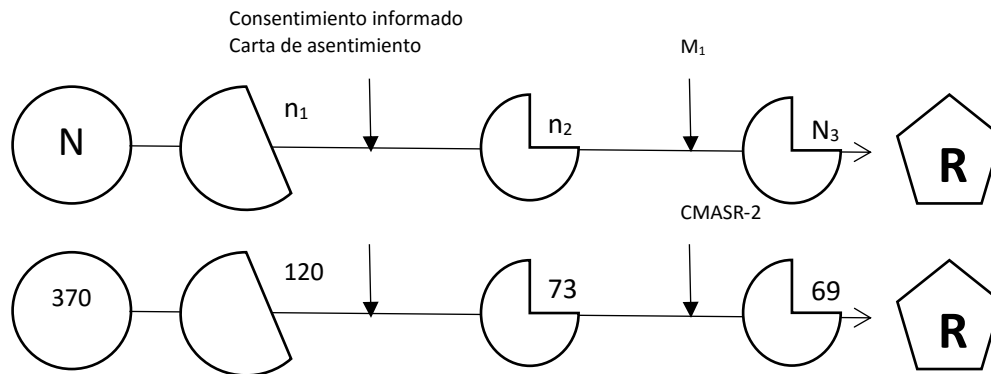 Consentimiento informado
Carta de asentimiento
M₁
N
n₁
n₂
N₃
R
CMASR-2
370
120
73
69
R